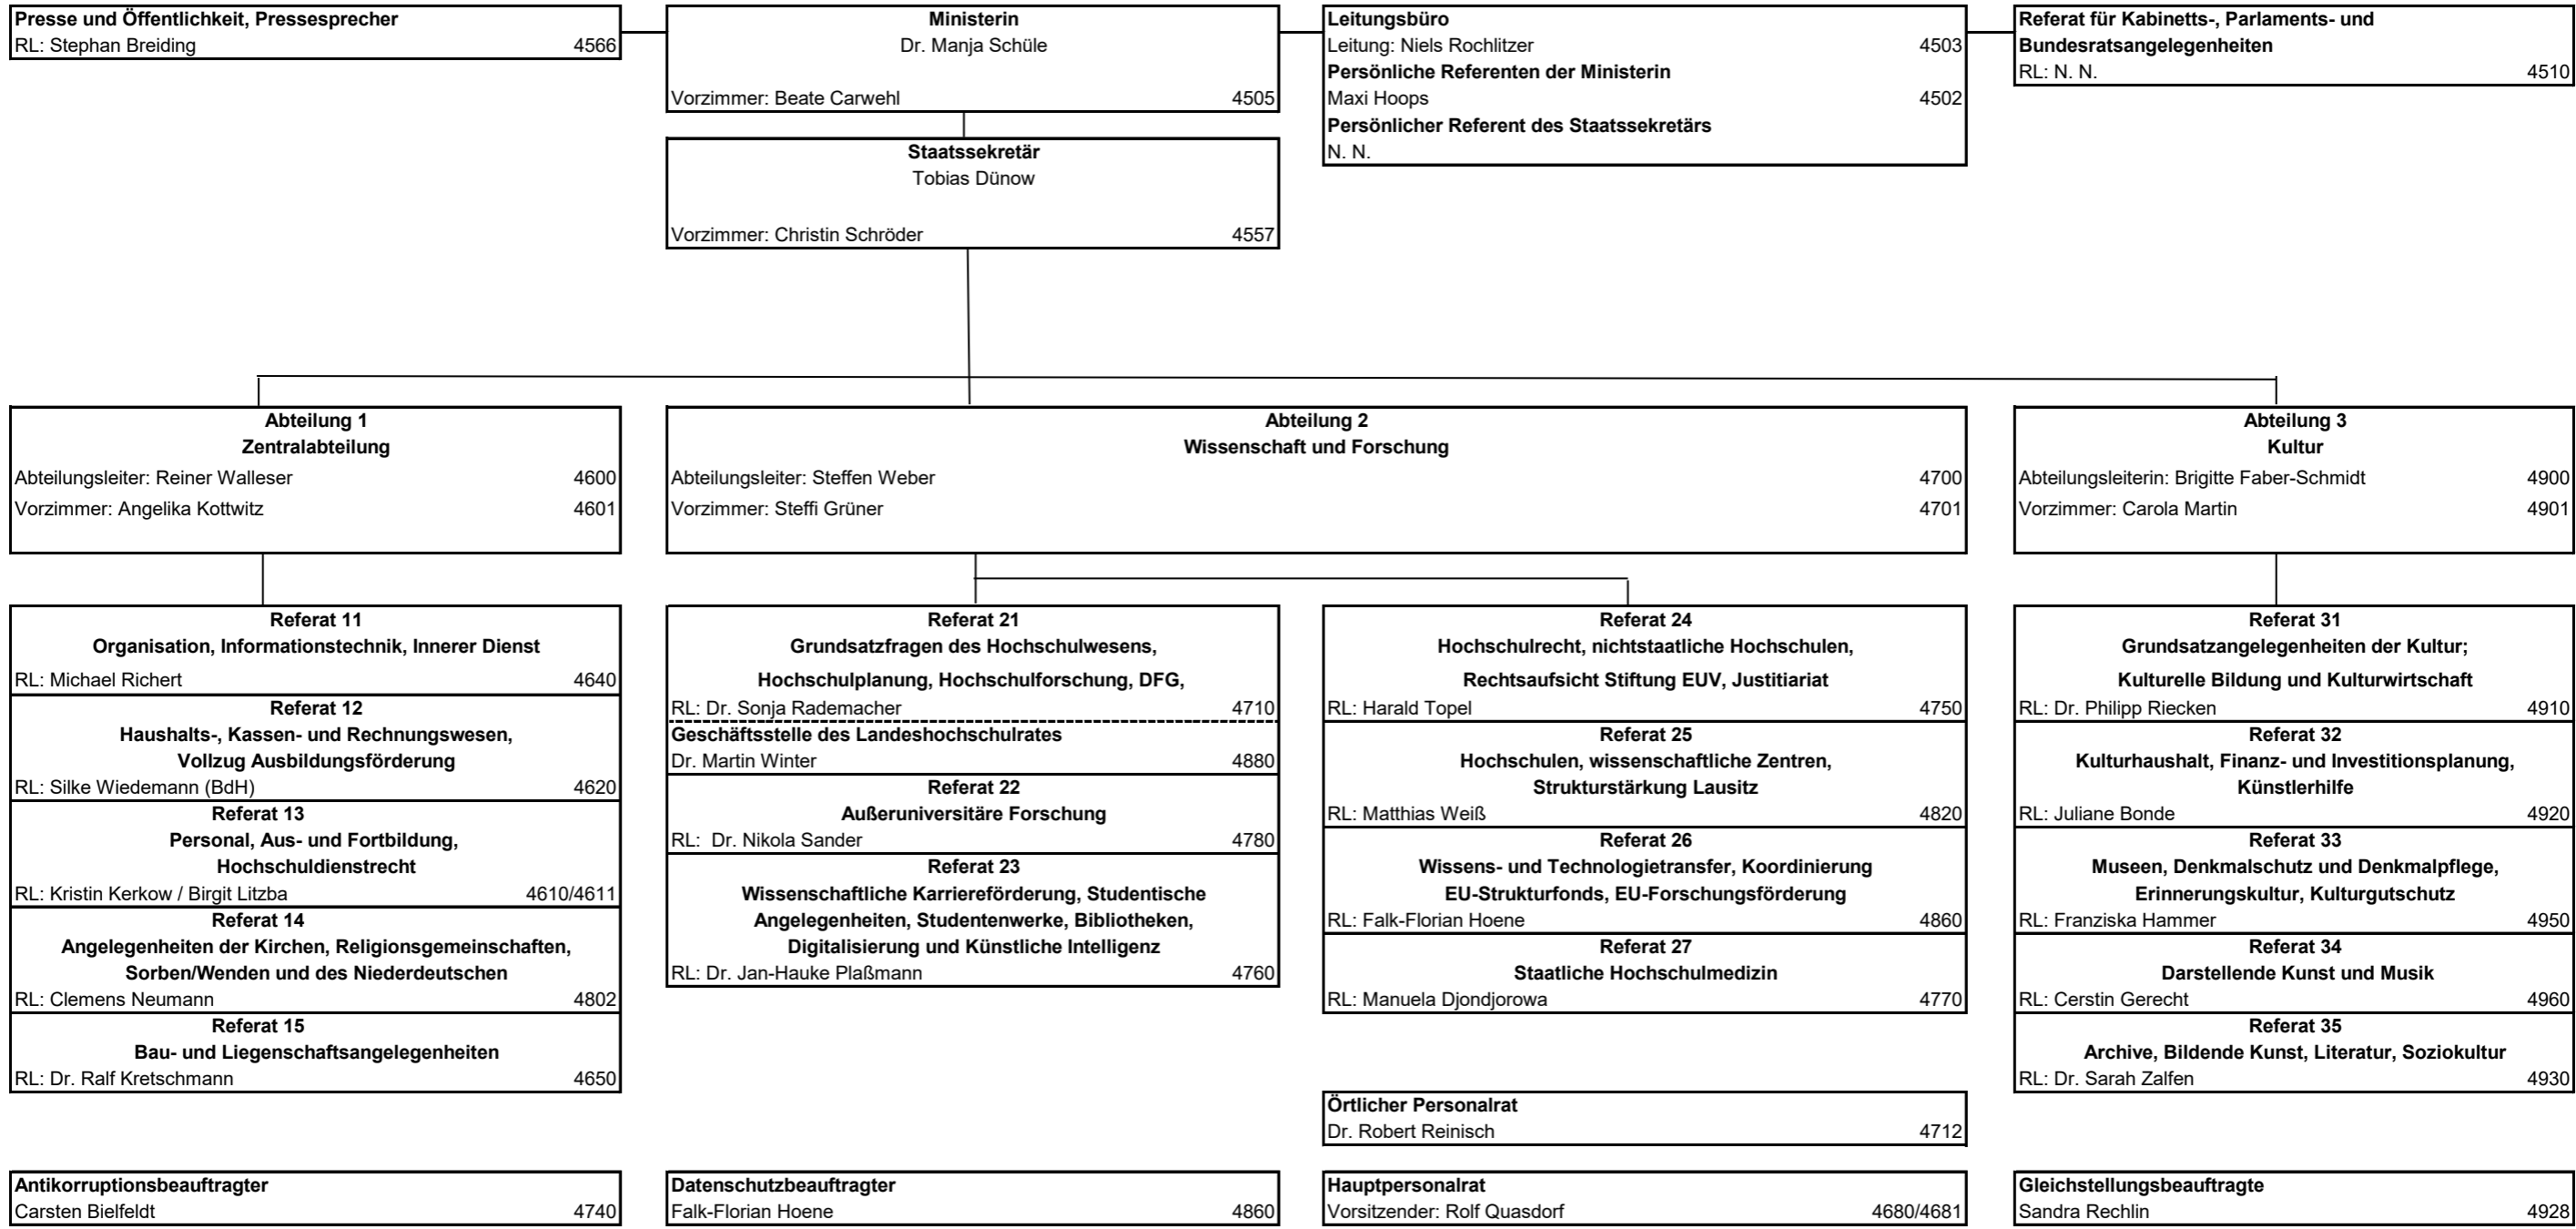 Presse und Öffentlichkeit, Pressesprecher
RL: Stephan Breiding 4566
Ministerin
Dr. Manja Schüle
Vorzimmer: Beate Carwehl 4505
Leitungsbüro
Leitung: Niels Rochlitzer 4503
Persönliche Referenten der Ministerin
Maxi Hoops 4502
Persönlicher Referent des Staatssekretärs
N. N.
Referat für Kabinetts-, Parlaments- und
Bundesratsangelegenheiten
RL: N. N. 4510
Staatssekretär
Tobias Dünow
Vorzimmer: Christin Schröder 4557
Abteilung 1
Zentralabteilung
Abteilungsleiter: Reiner Walleser 4600
Vorzimmer: Angelika Kottwitz 4601
Abteilung 2
Wissenschaft und Forschung
Abteilungsleiter: Steffen Weber 4700
Vorzimmer: Steffi Grüner 4701
Abteilung 3
Kultur
Abteilungsleiterin: Brigitte Faber-Schmidt 4900
Vorzimmer: Carola Martin 4901
Referat 11
Organisation, Informationstechnik, Innerer Dienst
RL: Michael Richert 4640
Referat 12
Haushalts-, Kassen- und Rechnungswesen,
Vollzug Ausbildungsförderung
RL: Silke Wiedemann (BdH) 4620
Referat 13
Personal, Aus- und Fortbildung,
Hochschuldienstrecht
RL: Kristin Kerkow / Birgit Litzba 4610/4611
Referat 14
Angelegenheiten der Kirchen, Religionsgemeinschaften,
Sorben/Wenden und des Niederdeutschen
RL: Clemens Neumann 4802
Referat 15
Bau- und Liegenschaftsangelegenheiten
RL: Dr. Ralf Kretschmann 4650
Referat 21
Grundsatzfragen des Hochschulwesens,
Hochschulplanung, Hochschulforschung, DFG,
RL: Dr. Sonja Rademacher 4710
Geschäftsstelle des Landeshochschulrates
Dr. Martin Winter 4880
Referat 22
Außeruniversitäre Forschung
RL: Dr. Nikola Sander 4780
Referat 23
Wissenschaftliche Karriereförderung, Studentische
Angelegenheiten, Studentenwerke, Bibliotheken,
Digitalisierung und Künstliche Intelligenz
RL: Dr. Jan-Hauke Plaßmann 4760
Referat 24
Hochschulrecht, nichtstaatliche Hochschulen,
Rechtsaufsicht Stiftung EUV, Justitiariat
RL: Harald Topel 4750
Referat 25
Hochschulen, wissenschaftliche Zentren,
Strukturstärkung Lausitz
RL: Matthias Weiß 4820
Referat 26
Wissens- und Technologietransfer, Koordinierung
EU-Strukturfonds, EU-Forschungsförderung
RL: Falk-Florian Hoene 4860
Referat 27
Staatliche Hochschulmedizin
RL: Manuela Djondjorowa 4770
Referat 31
Grundsatzangelegenheiten der Kultur;
Kulturelle Bildung und Kulturwirtschaft
RL: Dr. Philipp Riecken 4910
Referat 32
Kulturhaushalt, Finanz- und Investitionsplanung,
Künstlerhilfe
RL: Juliane Bonde 4920
Referat 33
Museen, Denkmalschutz und Denkmalpflege,
Erinnerungskultur, Kulturgutschutz
RL: Franziska Hammer 4950
Referat 34
Darstellende Kunst und Musik
RL: Cerstin Gerecht 4960
Referat 35
Archive, Bildende Kunst, Literatur, Soziokultur
RL: Dr. Sarah Zalfen 4930
Örtlicher Personalrat
Dr. Robert Reinisch 4712
Antikorruptionsbeauftragter
Carsten Bielfeldt 4740
Datenschutzbeauftragter
Falk-Florian Hoene 4860
Hauptpersonalrat
Vorsitzender: Rolf Quasdorf 4680/4681
Gleichstellungsbeauftragte
Sandra Rechlin 4928